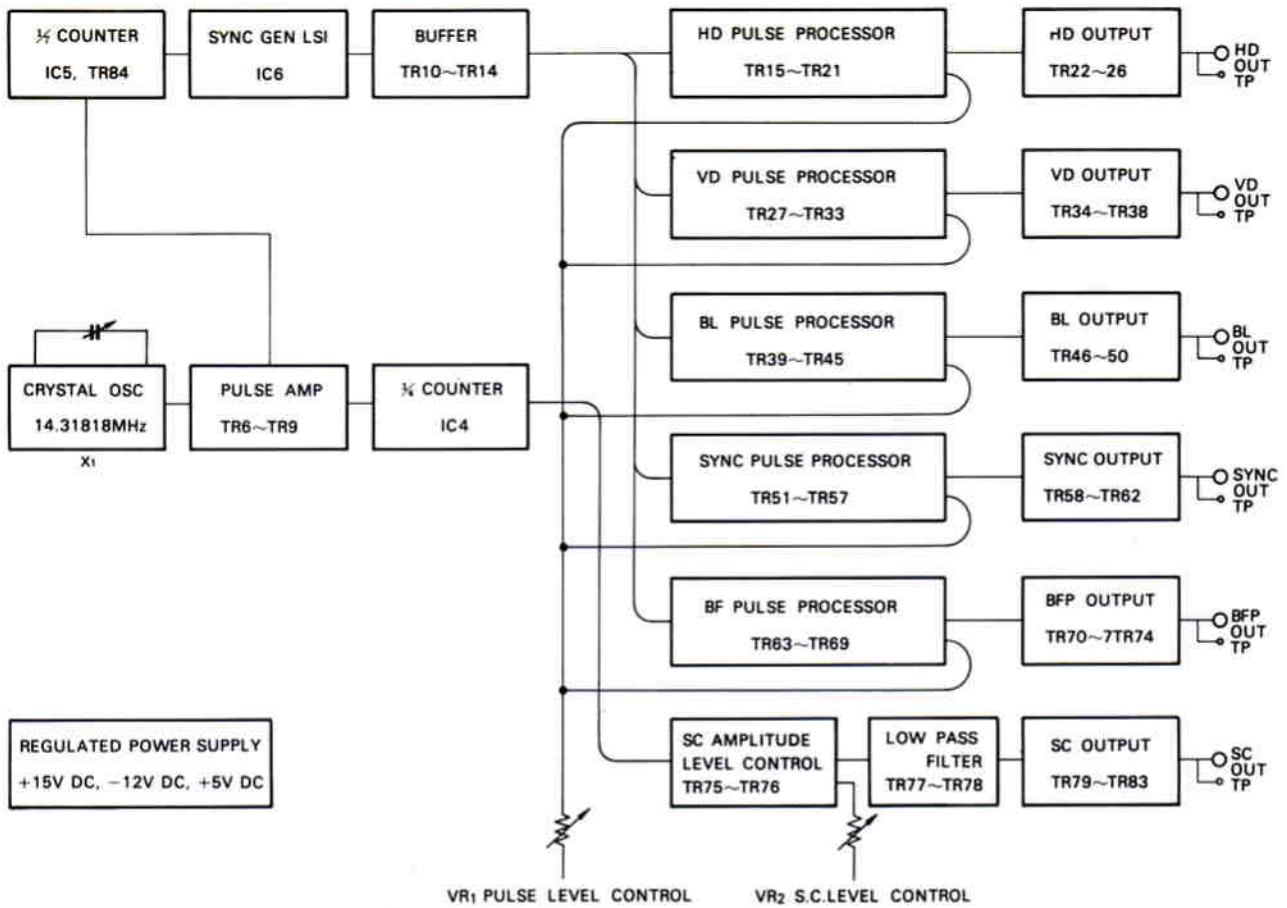 ⅐ COUNTER
IC5, TR84
SYNC GEN LSI
IC6
BUFFER
TR10~TR14
HD PULSE PROCESSOR
TR15~TR21
HD OUTPUT
TR22~26
HD
OUT
TP
VD PULSE PROCESSOR
TR27~TR33
VD OUTPUT
TR34~TR38
VD
OUT
TP
BL PULSE PROCESSOR
TR39~TR45
BL OUTPUT
TR46~50
BL
OUT
TP
CRYSTAL OSC
14.31818MHz
X1
PULSE AMP
TR6~TR9
COUNTER
IC4
SYNC PULSE PROCESSOR
TR51~TR57
SYNC OUTPUT
TR58~TR62
SYNC
OUT
TP
BF PULSE PROCESSOR
TR63~TR69
BFP OUTPUT
TR70~7TR74
BFP
OUT
TP
REGULATED POWER SUPPLY
+15V DC, −12V DC, +5V DC
SC AMPLITUDE
LEVEL CONTROL
TR75~TR76
LOW PASS
FILTER
TR77~TR78
SC OUTPUT
TR79~TR83
SC
OUT
TP
VR1 PULSE LEVEL CONTROL
VR2 S.C.LEVEL CONTROL